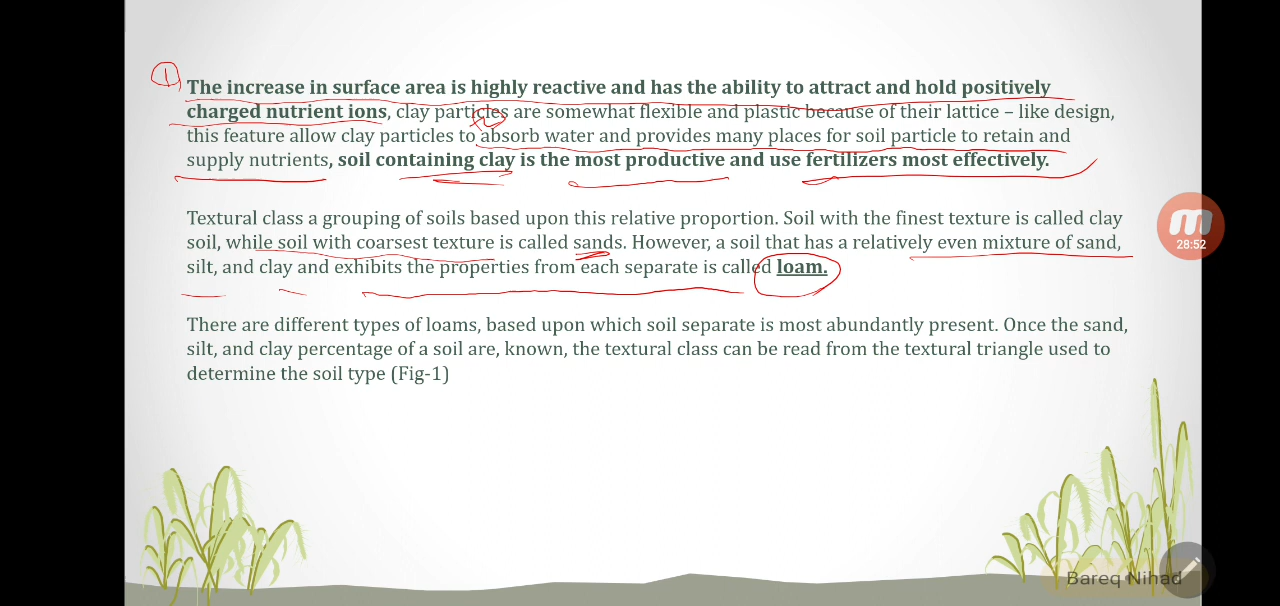 1
The increase in surface area is highly reactive and has the ability to attract and hold positively
charged nutrient ions, clay particles are somewhat flexible and plastic because of their lattice – like design,
this feature allow clay particles to absorb water and provides many places for soil particle to retain and
supply nutrients, soil containing clay is the most productive and use fertilizers most effectively.
Textural class a grouping of soils based upon this relative proportion. Soil with the finest texture is called clay
soil, while soil with coarsest texture is called sands. However, a soil that has a relatively even mixture of sand,
silt, and clay and exhibits the properties from each separate is called loam.
There are different types of loams, based upon which soil separate is most abundantly present. Once the sand,
silt, and clay percentage of a soil are, known, the textural class can be read from the textural triangle used to
determine the soil type (Fig-1)
28:52
Bareq Nihad